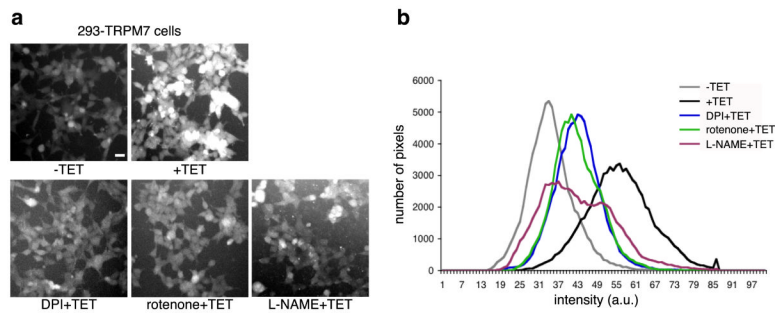 a
293-TRPM7 cells
-TET
+TET
DPI+TET
rotenone+TET
L-NAME+TET
b
number of pixels
6000
5000
4000
3000
2000
1000
0
1 7 13 19 25 31 37 43 49 55 61 67 73 79 85 91 97
intensity (a.u.)
-TET
+TET
DPI+TET
rotenone+TET
L-NAME+TET